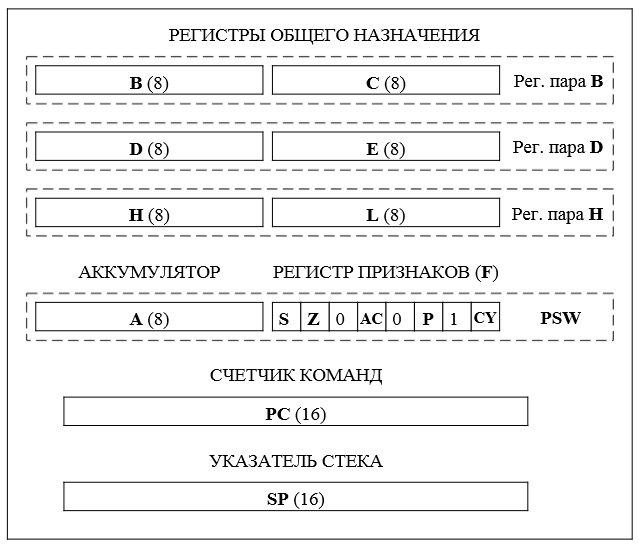 РЕГИСТРЫ ОБЩЕГО НАЗНАЧЕНИЯ
B (8) C (8) Рег. пара B
D (8) E (8) Рег. пара D
H (8) L (8) Рег. пара H
АККУМУЛЯТОР РЕГИСТР ПРИЗНАКОВ (F)
A (8) S Z 0 AC 0 P 1 CY PSW
СЧЕТЧИК КОМАНД
PC (16)
УКАЗАТЕЛЬ СТЕКА
SP (16)